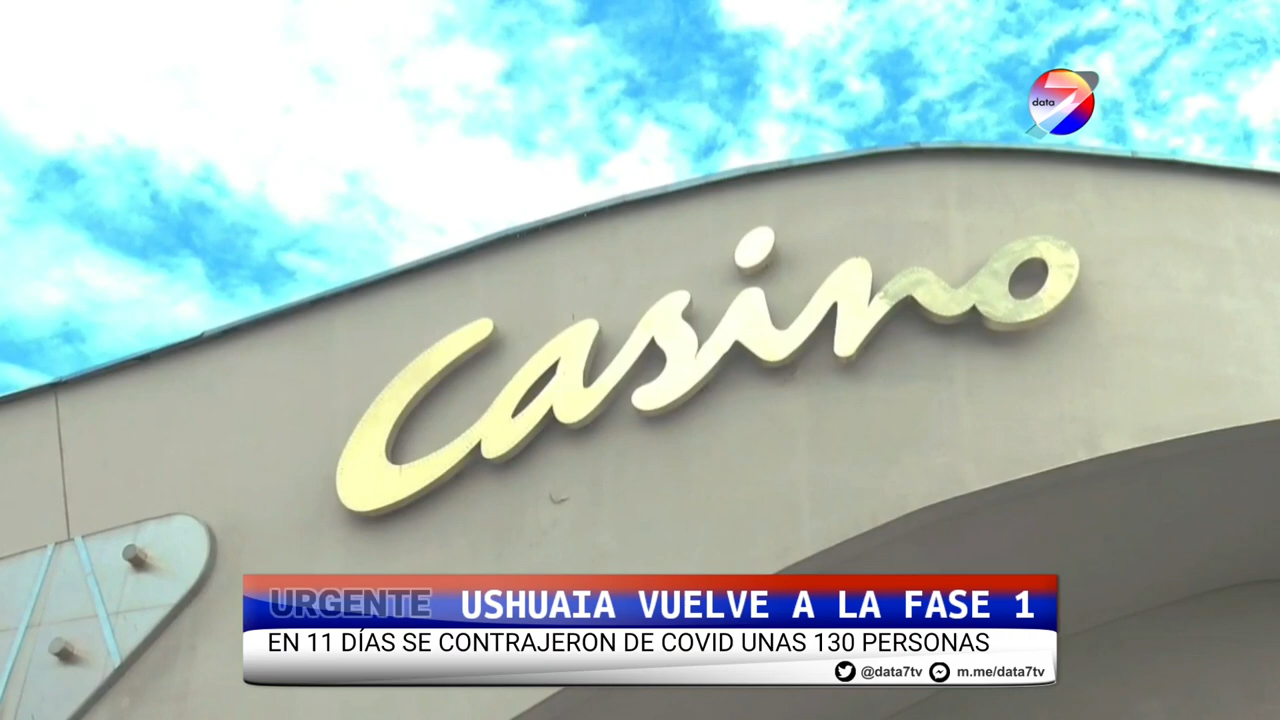 data
7
Casino
URGENTE USHUAIA VUELVE A LA FASE 1
EN 11 DÍAS SE CONTRAJERON DE COVID UNAS 130 PERSONAS
@data7tv m.me/data7tv